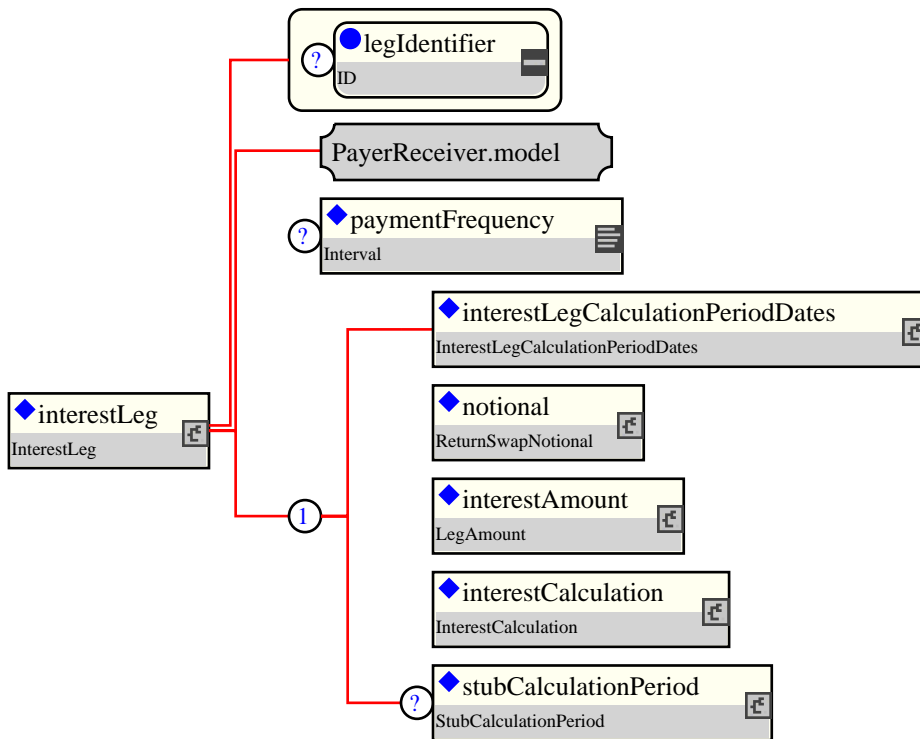 ?
legIdentifier
ID
PayerReceiver.model
?
paymentFrequency
Interval
interestLegCalculationPeriodDates
InterestLegCalculationPeriodDates
interestLeg
InterestLeg
notional
ReturnSwapNotional
1
interestAmount
LegAmount
interestCalculation
InterestCalculation
?
stubCalculationPeriod
StubCalculationPeriod